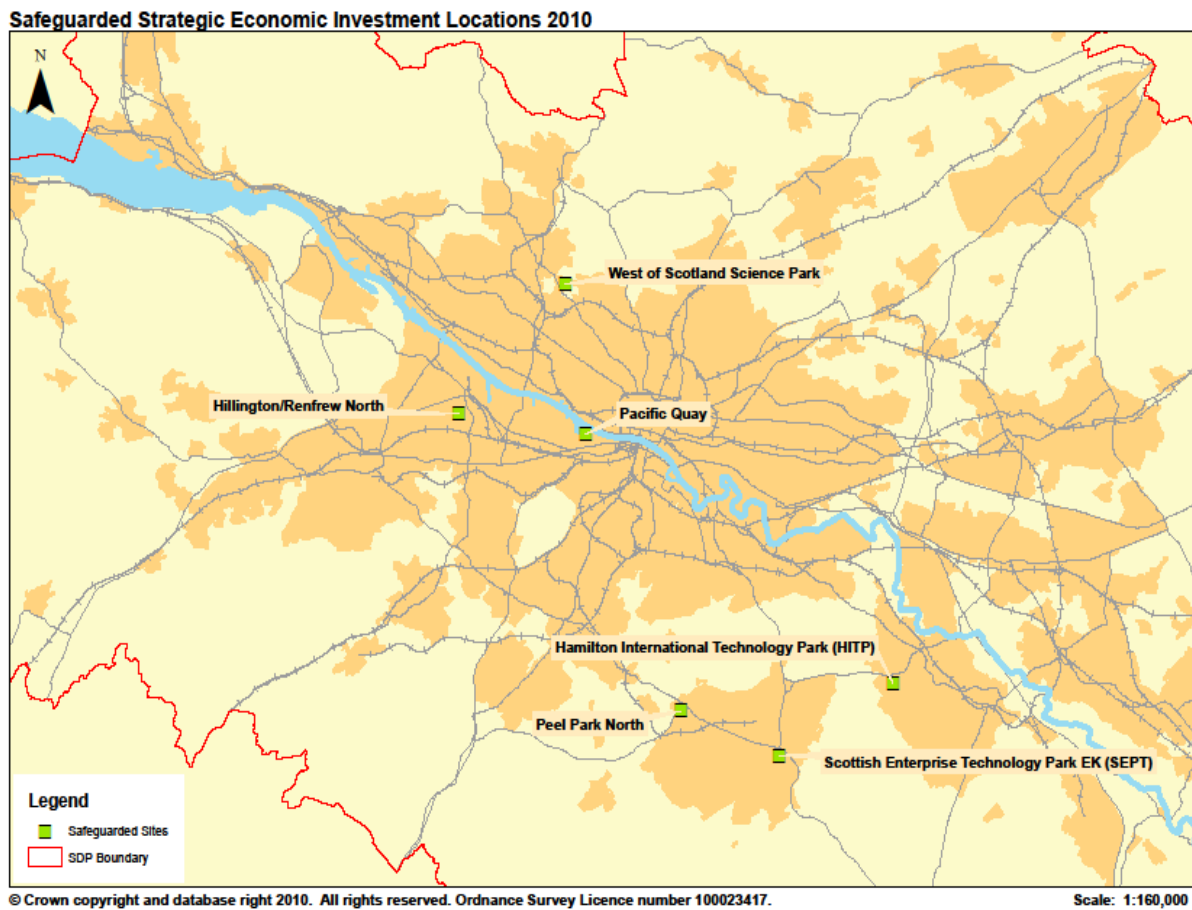 Safeguarded Strategic Economic Investment Locations 2010
N
West of Scotland Science Park
Hillington/Renfrew North
Pacific Quay
Hamilton International Technology Park (HITP)
Peel Park North
Scottish Enterprise Technology Park EK (SEPT)
Legend
Safeguarded Sites
SDP Boundary
© Crown copyright and database right 2010. All rights reserved. Ordnance Survey Licence number 100023417.
Scale: 1:160,000